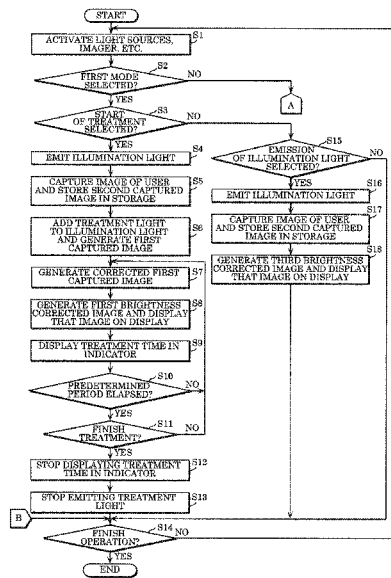 START
S1
ACTIVATE LIGHT SOURCES,
IMAGER, ETC.
S2
FIRST MODE
SELECTED?
NO
YES
A
S3
START
OF TREATMENT
SELECTED?
NO
YES
S4
EMIT ILLUMINATION LIGHT
S5
CAPTURE IMAGE OF USER
AND STORE SECOND CAPTURED
IMAGE IN STORAGE
S6
ADD TREATMENT LIGHT
TO ILLUMINATION LIGHT
AND GENERATE FIRST
CAPTURED IMAGE
S7
GENERATE CORRECTED FIRST
CAPTURED IMAGE
S8
GENERATE FIRST BRIGHTNESS
CORRECTED IMAGE AND DISPLAY
THAT IMAGE ON DISPLAY
S9
DISPLAY TREATMENT TIME IN
INDICATOR
S10
PREDETERMINED
PERIOD ELAPSED?
NO
YES
S11
FINISH
TREATMENT?
NO
YES
S12
STOP DISPLAYING TREATMENT
TIME IN INDICATOR
S13
STOP EMITTING TREATMENT
LIGHT
B
S14
FINISH
OPERATION?
NO
YES
END
S15
EMISSION
OF ILLUMINATION LIGHT
SELECTED?
NO
YES
S16
EMIT ILLUMINATION LIGHT
S17
CAPTURE IMAGE OF USER
AND STORE SECOND CAPTURED
IMAGE IN STORAGE
S18
GENERATE THIRD BRIGHTNESS
CORRECTED IMAGE AND DISPLAY
THAT IMAGE ON DISPLAY